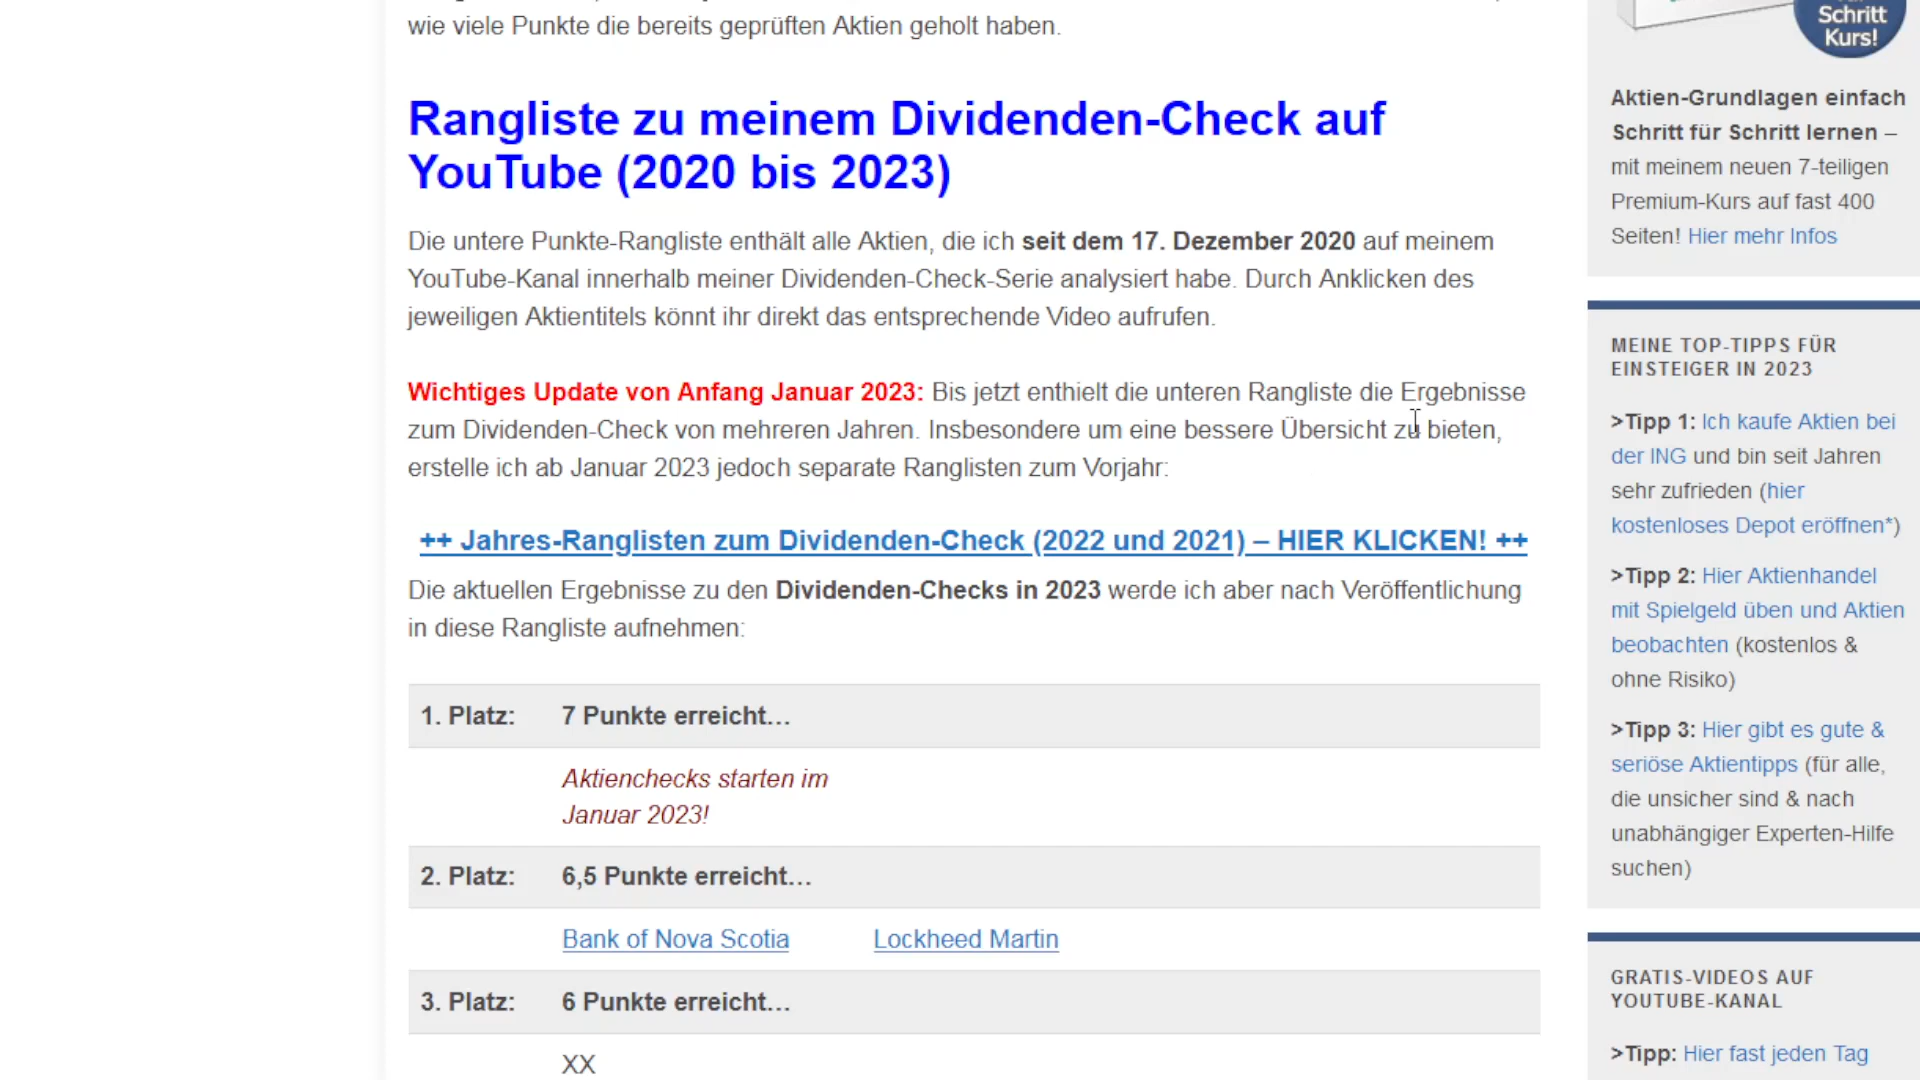 wie viele Punkte die bereits geprüften Aktien geholt haben.
Rangliste zu meinem Dividenden-Check auf
YouTube (2020 bis 2023)
Die untere Punkte-Rangliste enthält alle Aktien, die ich seit dem 17. Dezember 2020 auf meinem
YouTube-Kanal innerhalb meiner Dividenden-Check-Serie analysiert habe. Durch Anklicken des
jeweiligen Aktientitels könnt ihr direkt das entsprechende Video aufrufen.
Wichtiges Update von Anfang Januar 2023: Bis jetzt enthielt die unteren Rangliste die Ergebnisse
zum Dividenden-Check von mehreren Jahren. Insbesondere um eine bessere Übersicht zu bieten,
erstelle ich ab Januar 2023 jedoch separate Ranglisten zum Vorjahr:
++ Jahres-Ranglisten zum Dividenden-Check (2022 und 2021) – HIER KLICKEN! ++
Die aktuellen Ergebnisse zu den Dividenden-Checks in 2023 werde ich aber nach Veröffentlichung
in diese Rangliste aufnehmen:
1. Platz: 7 Punkte erreicht…
Aktienchecks starten im
Januar 2023!
2. Platz: 6,5 Punkte erreicht…
Bank of Nova Scotia Lockheed Martin
3. Platz: 6 Punkte erreicht…
XX
Schritt
Kurs!
Aktien-Grundlagen einfach
Schritt für Schritt lernen –
mit meinem neuen 7-teiligen
Premium-Kurs auf fast 400
Seiten! Hier mehr Infos
MEINE TOP-TIPPS FÜR
EINSTEIGER IN 2023
>Tipp 1: Ich kaufe Aktien bei
der ING und bin seit Jahren
sehr zufrieden (hier
kostenloses Depot eröffnen*)
>Tipp 2: Hier Aktienhandel
mit Spielgeld üben und Aktien
beobachten (kostenlos &
ohne Risiko)
>Tipp 3: Hier gibt es gute &
seriöse Aktientipps (für alle,
die unsicher sind & nach
unabhängiger Experten-Hilfe
suchen)
GRATIS-VIDEOS AUF
YOUTUBE-KANAL
>Tipp: Hier fast jeden Tag